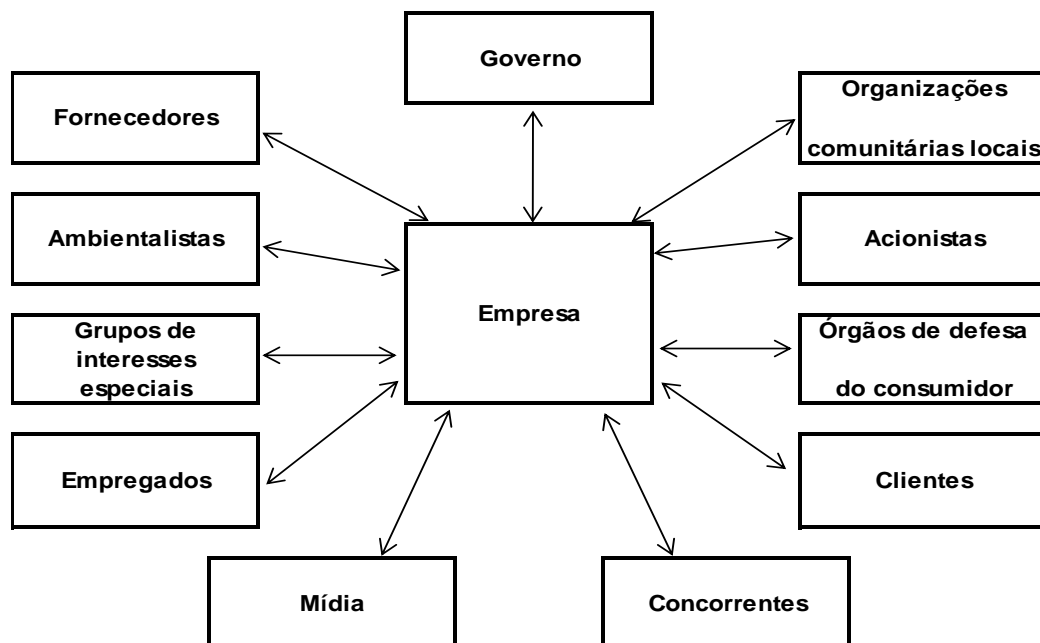 Governo
Fornecedores
Organizações
comunitárias locais
Ambientalistas
Acionistas
Empresa
Grupos de
interesses
especiais
Órgãos de defesa
do consumidor
Empregados
Clientes
Mídia
Concorrentes